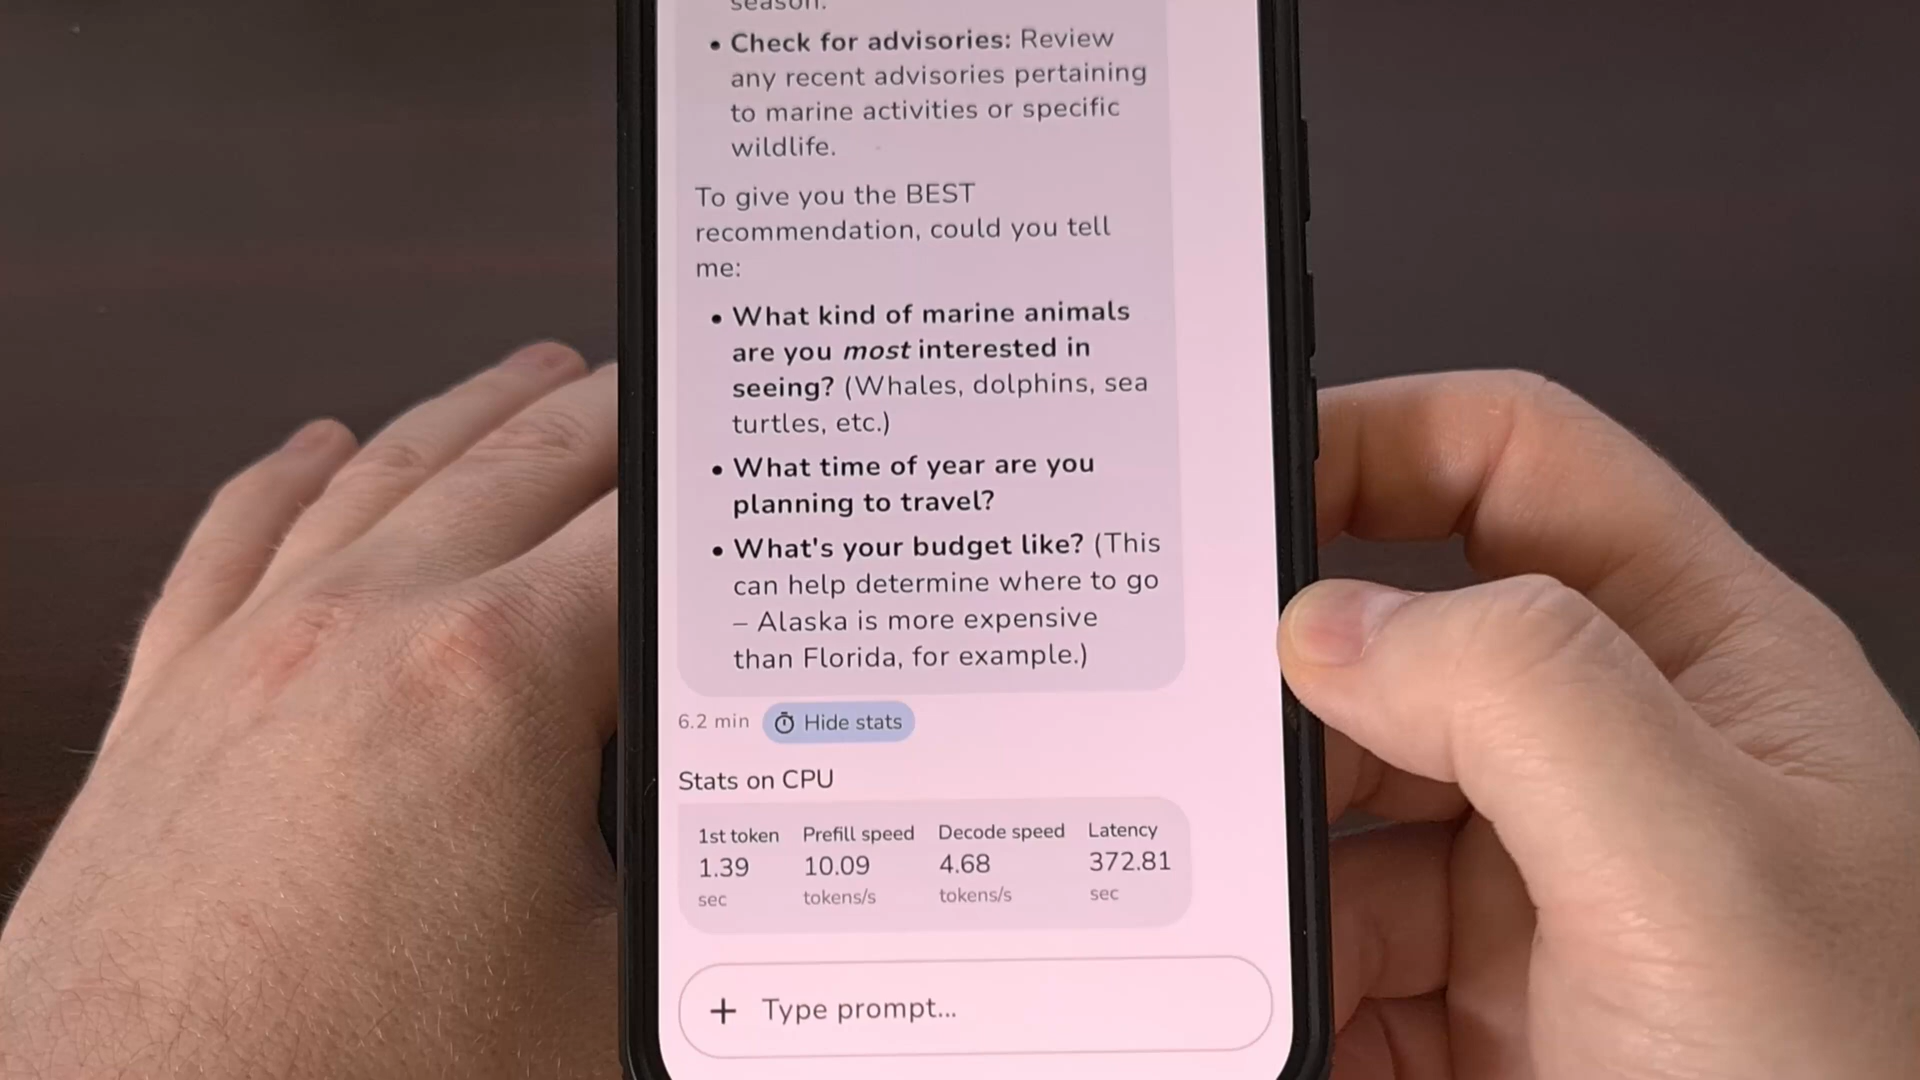 season.
• Check for advisories: Review
any recent advisories pertaining
to marine activities or specific
wildlife.
To give you the BEST
recommendation, could you tell
me:
• What kind of marine animals
are you most interested in
seeing? (Whales, dolphins, sea
turtles, etc.)
• What time of year are you
planning to travel?
• What's your budget like? (This
can help determine where to go
– Alaska is more expensive
than Florida, for example.)
6.2 min Hide stats
Stats on CPU
1st token Prefill speed Decode speed Latency
1.39 10.09 4.68 372.81
sec tokens/s tokens/s sec
+ Type prompt...